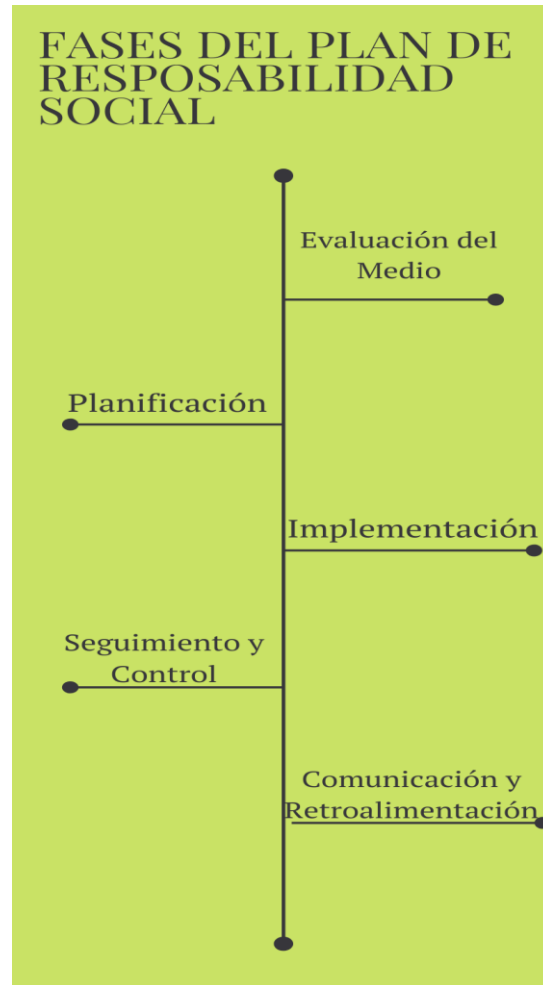 FASES DEL PLAN DE
RESPOSABILIDAD
SOCIAL
Evaluación del
Medio
Planificación
Implementación
Seguimiento y
Control
Comunicación y
Retroalimentación